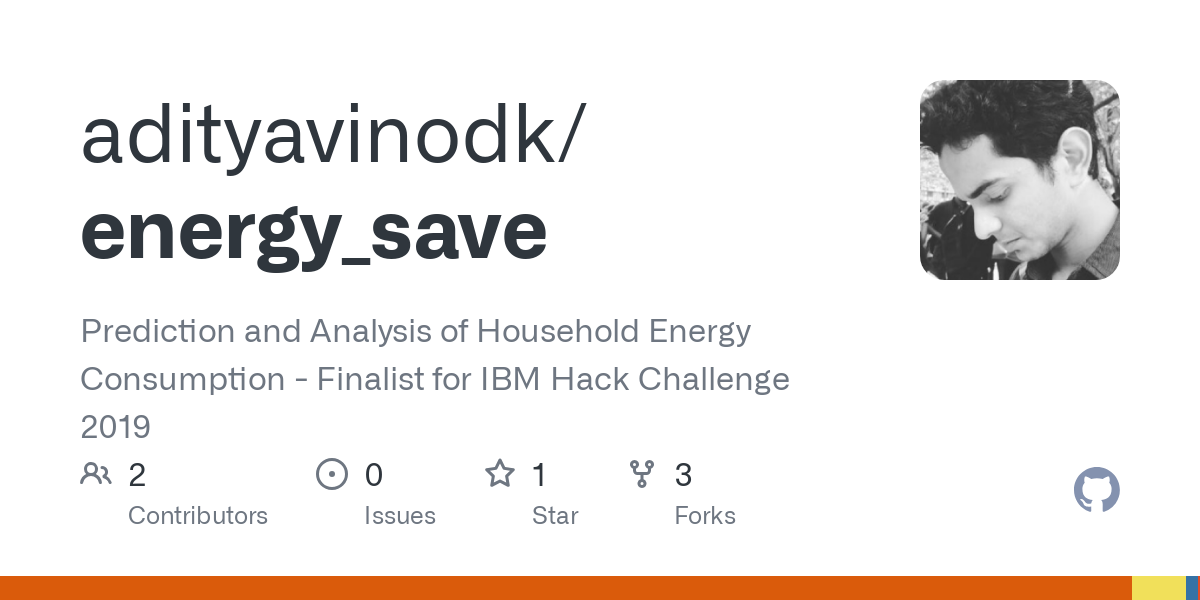 adityavinodk/
energy_save
Prediction and Analysis of Household Energy
Consumption - Finalist for IBM Hack Challenge
2019
2 0 1 3
Contributors Issues Star Forks